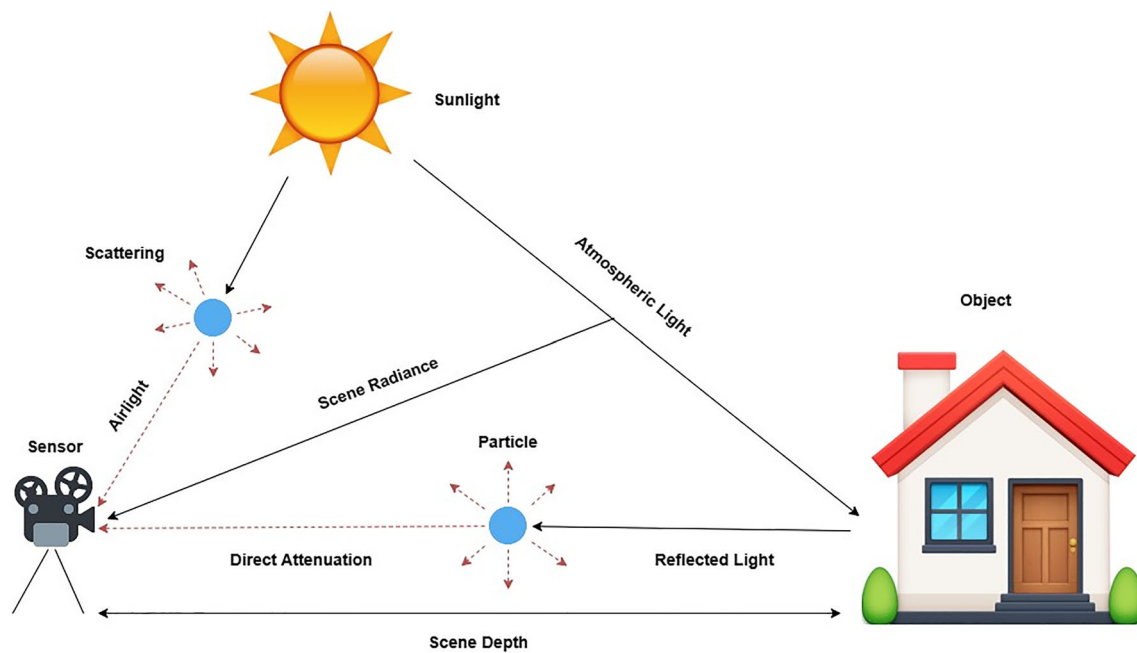 Sunlight
Scattering
Atmospheric Light
Object
Scene Radiance
Airlight
Sensor
Particle
Direct Attenuation
Reflected Light
Scene Depth